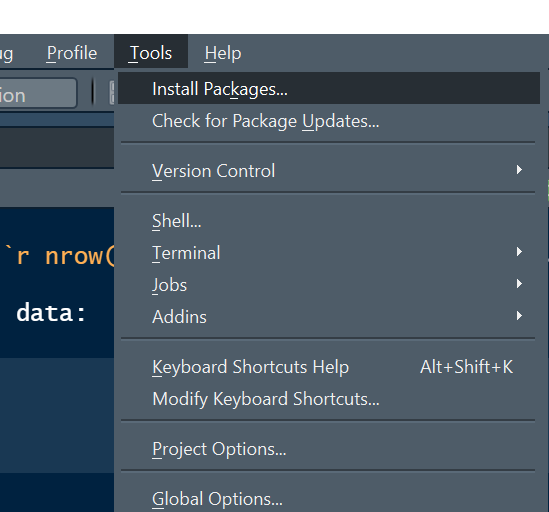 ug Profile Tools Help
ion
Install Packages...
Check for Package Updates...
Version Control
Shell...
`r nrow(
Terminal
Jobs
data:
Addins
Keyboard Shortcuts Help Alt+Shift+K
Modify Keyboard Shortcuts...
Project Options...
Global Options...